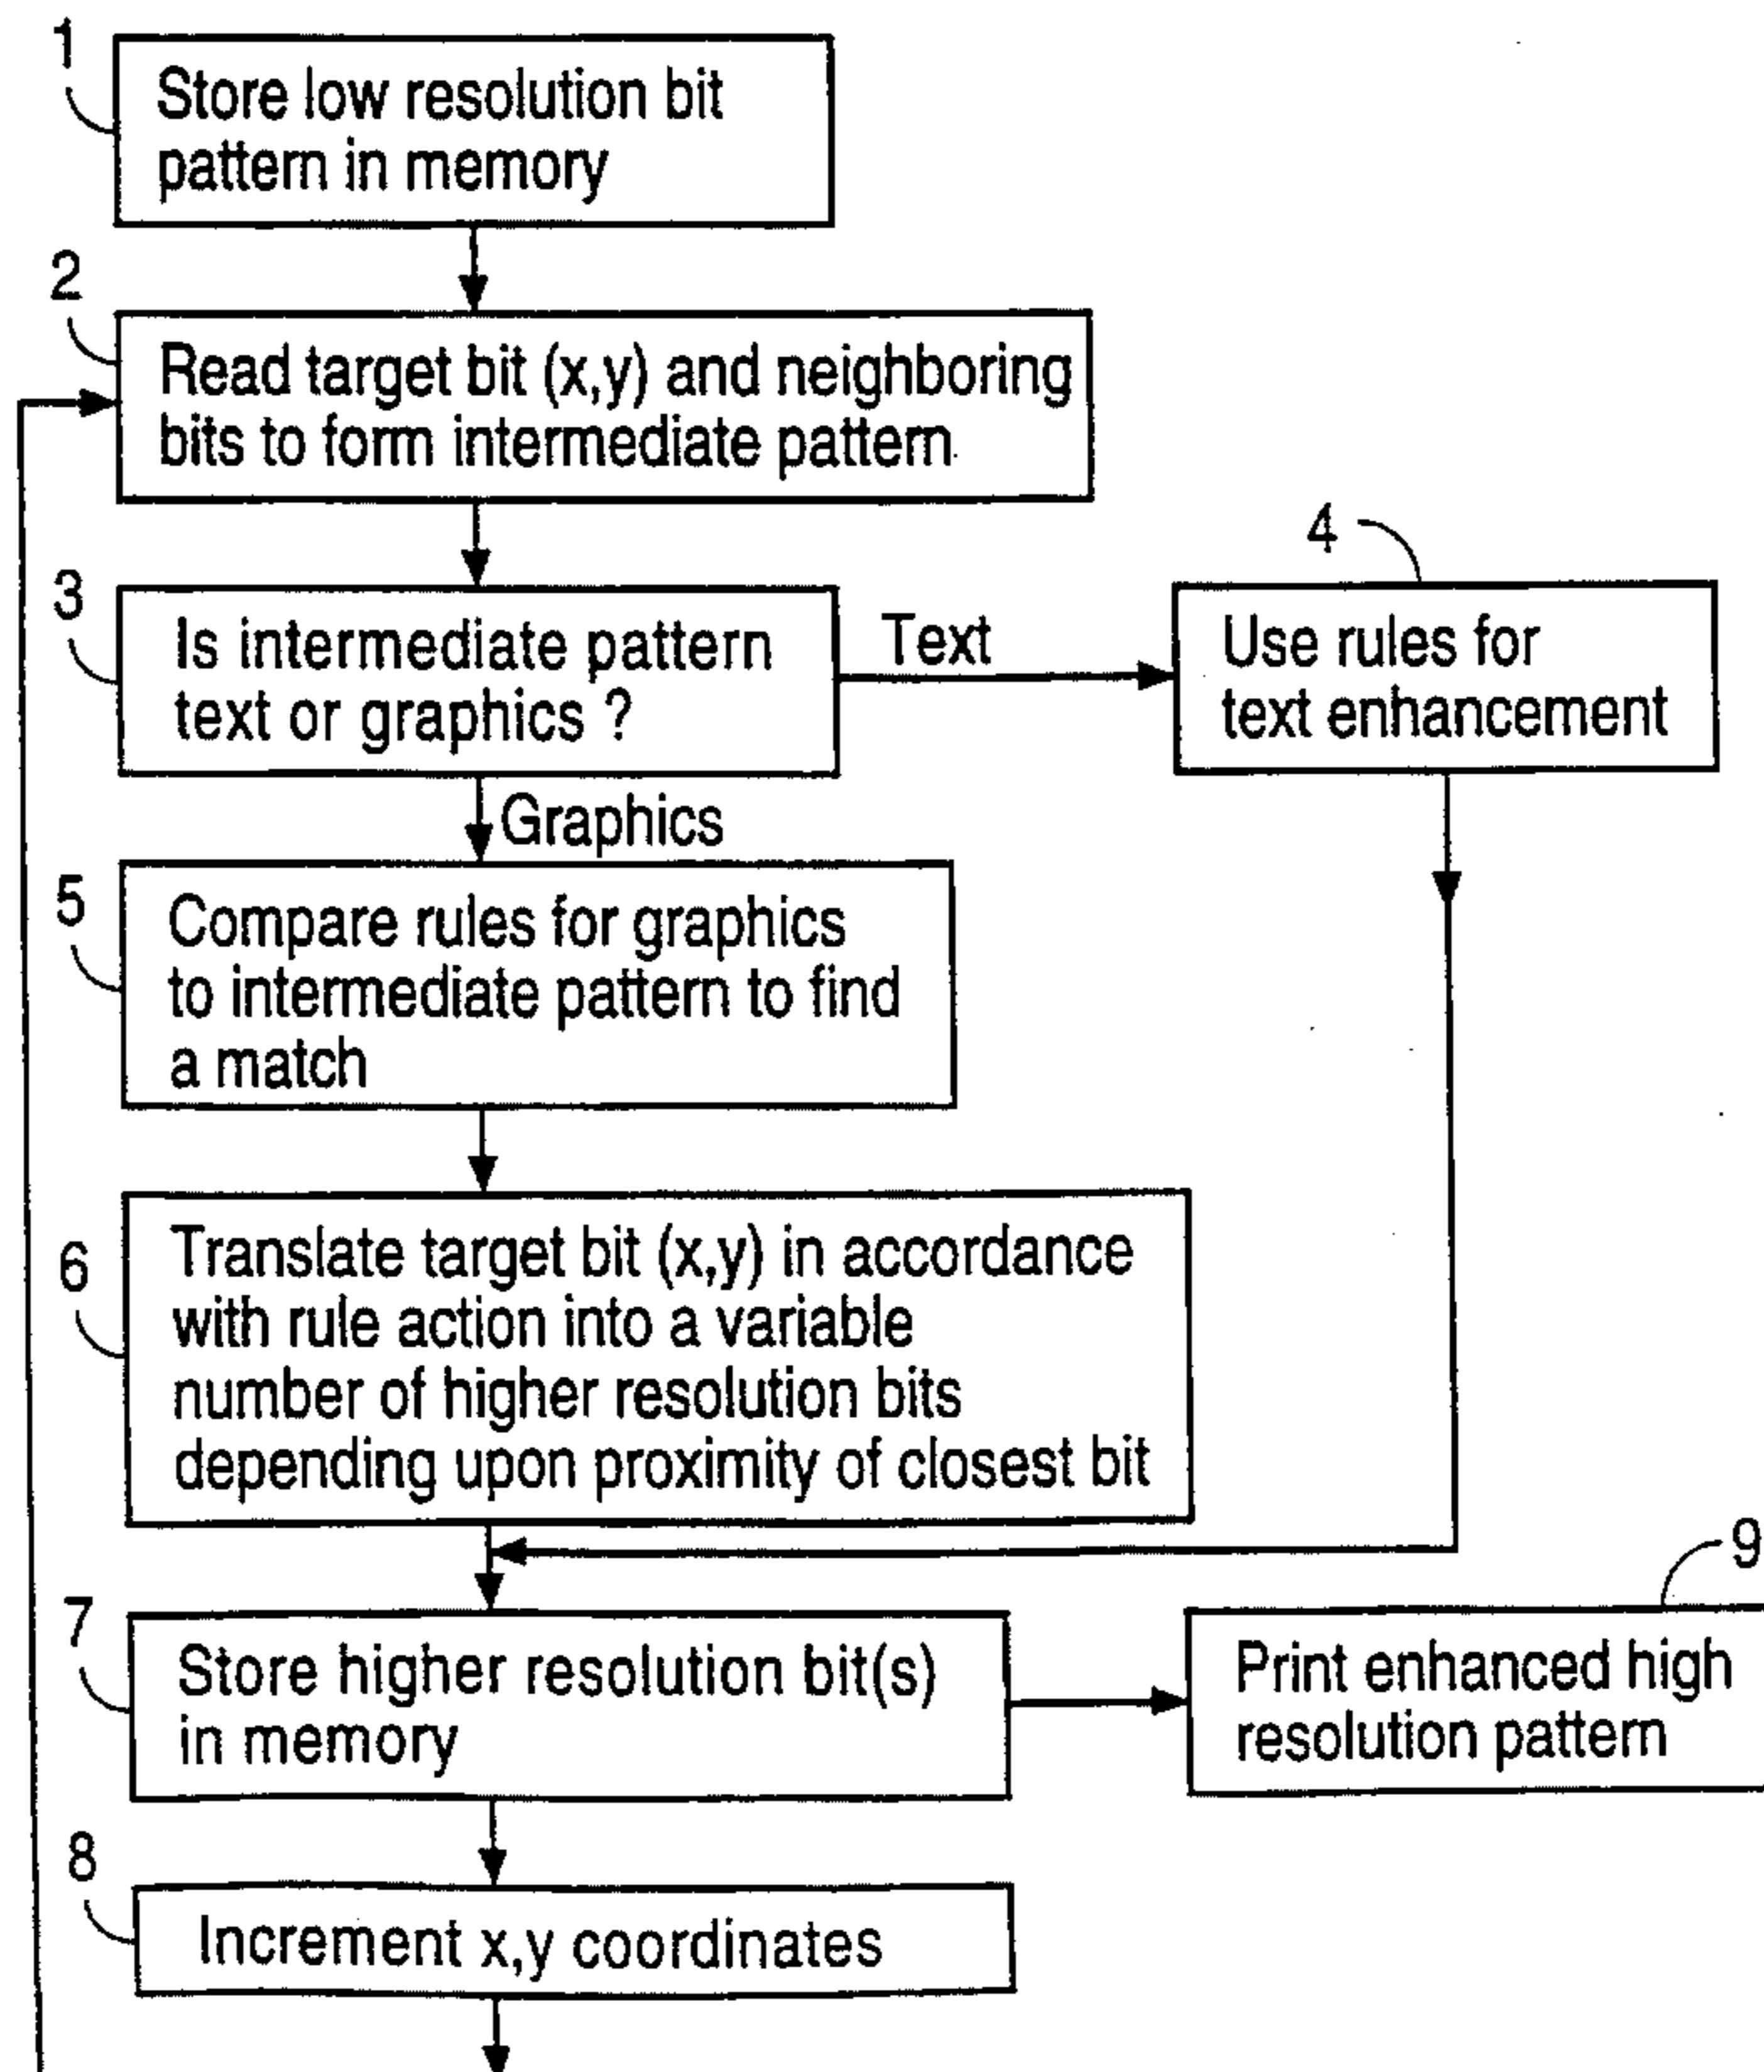 1
Store low resolution bit
pattern in memory
2
Read target bit (x,y) and neighboring
bits to form intermediate pattern
3
Is intermediate pattern
text or graphics ?
Text
4
Use rules for
text enhancement
Graphics
5
Compare rules for graphics
to intermediate pattern to find
a match
6
Translate target bit (x,y) in accordance
with rule action into a variable
number of higher resolution bits
depending upon proximity of closest bit
7
Store higher resolution bit(s)
in memory
9
Print enhanced high
resolution pattern
8
Increment x,y coordinates